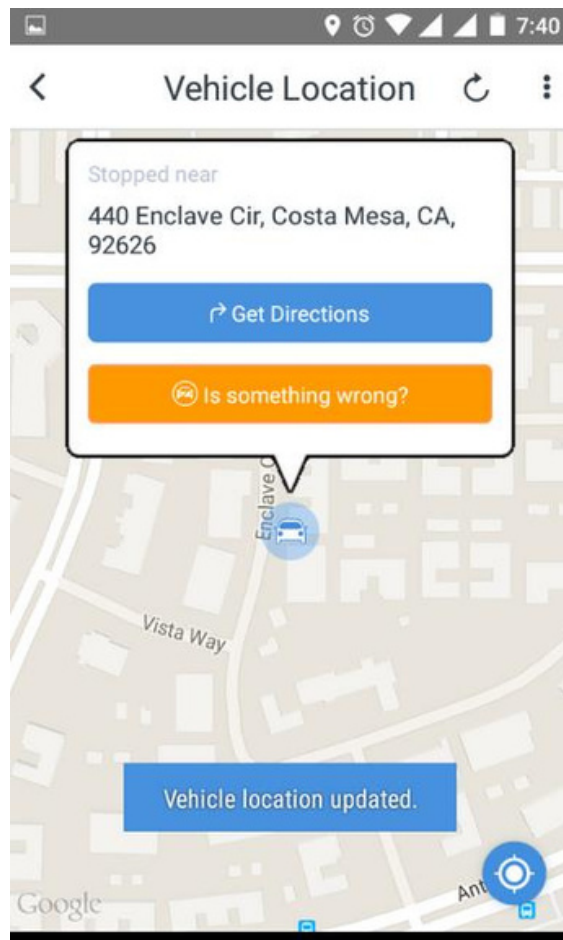 7:40
Vehicle Location
Stopped near
440 Enclave Cir, Costa Mesa, CA,
92626
Get Directions
Is something wrong?
Enclave C
Vista Way
Vehicle location updated.
Ant
Google